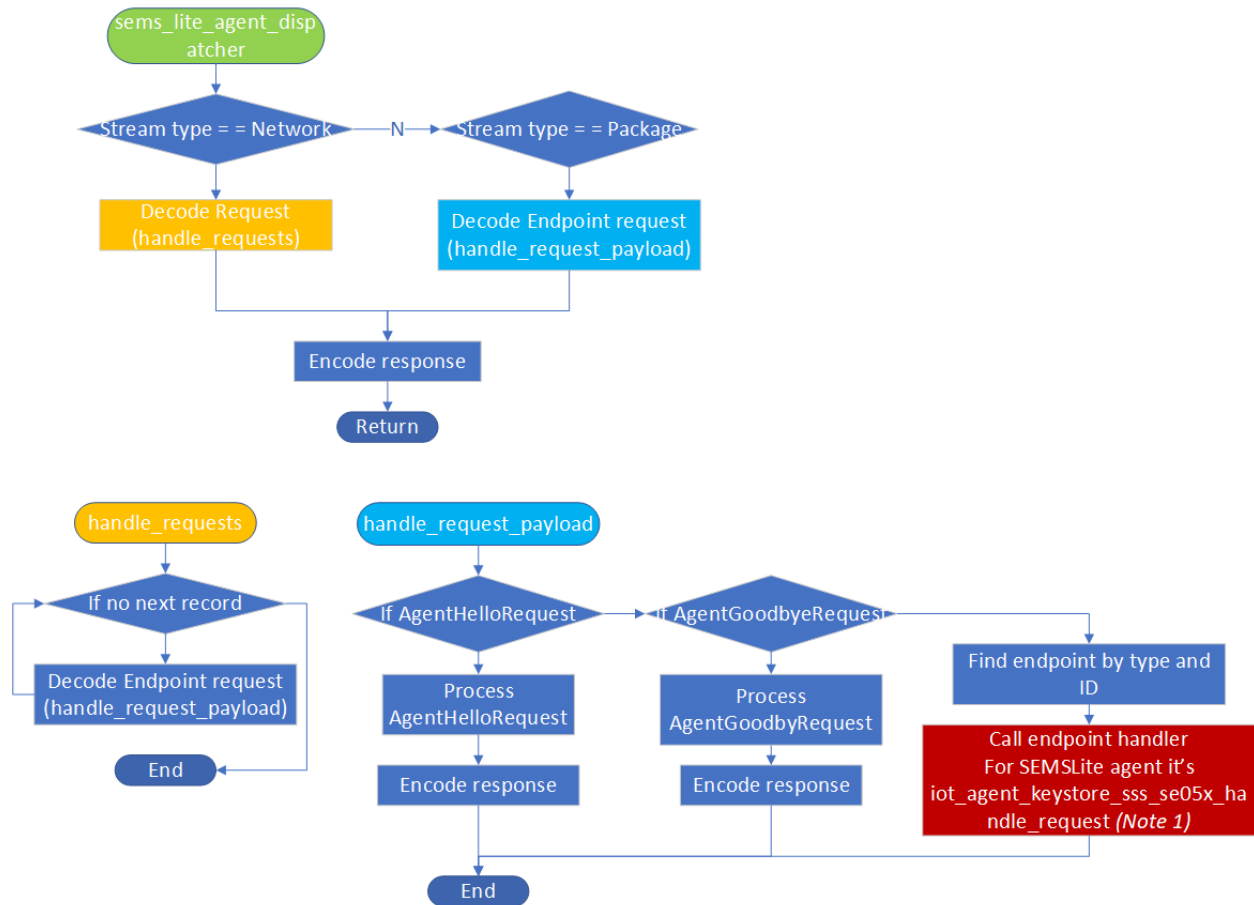 sems_lite_agent_disp
atcher
Stream type = = Network
N
Stream type = = Package
Decode Request
(handle_requests)
Decode Endpoint request
(handle_request_payload)
Encode response
Return
handle_requests
If no next record
Decode Endpoint request
(handle_request_payload)
End
handle_request_payload
If AgentHelloRequest
If AgentGoodbyeRequest
Find endpoint by type and
ID
Process
AgentHelloRequest
Process
AgentGoodbyRequest
Call endpoint handler
For SEMSLite agent it’s
iot_agent_keystore_sss_se05x_ha
ndle_request (Note 1)
Encode response
Encode response
End